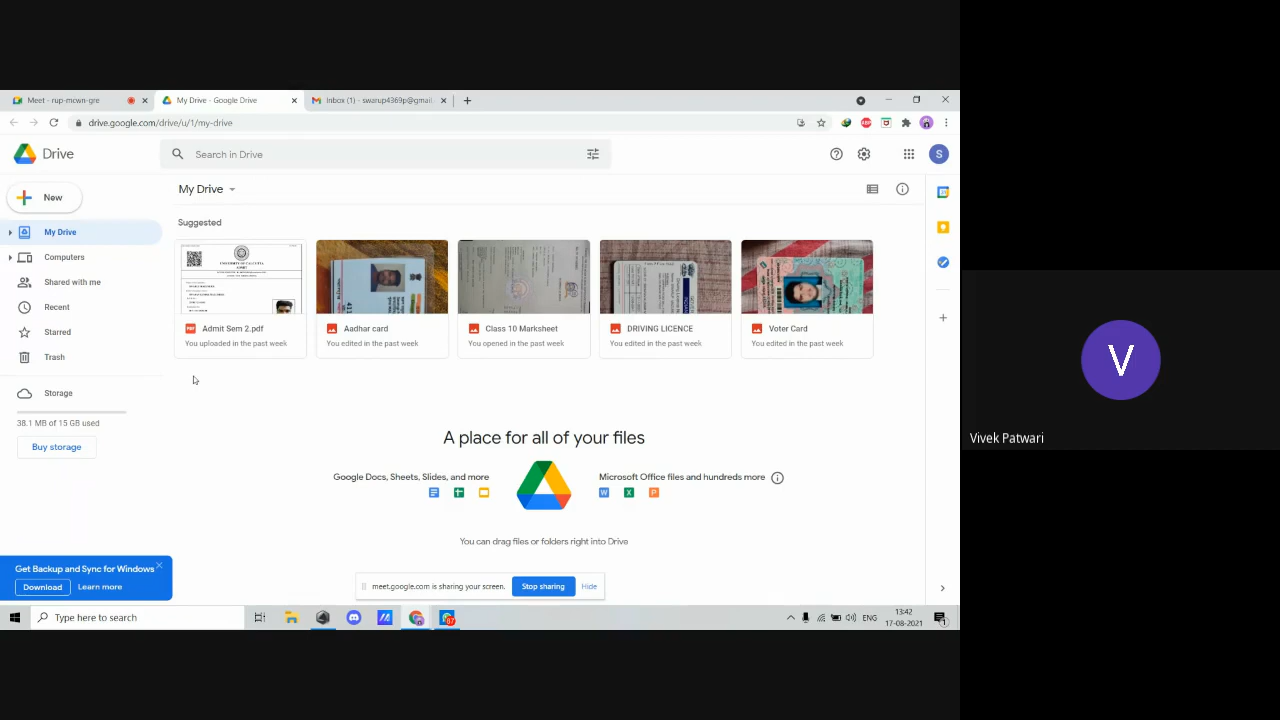 Meet - rup-mcwn-gre
My Drive - Google Drive
Inbox (1) - swarup4369p@gmail
drive.google.com/drive/u/1/my-drive
Drive
Search in Drive
S
New
My Drive
Suggested
My Drive
Computers
Shared with me
Recent
Starred
Trash
Storage
38.1 MB of 15 GB used
Buy storage
UNIVERSITY OF CALCUTTA
PDF
Admit Sem 2.pdf
You uploaded in the past week
Aadhar card
You edited in the past week
Class 10 Marksheet
You opened in the past week
DRIVING LICENCE
You edited in the past week
Voter Card
You edited in the past week
A place for all of your files
Google Docs, Sheets, Slides, and more
Microsoft Office files and hundreds more
W X P
You can drag files or folders right into Drive
Get Backup and Sync for Windows
Download
Learn more
meet.google.com is sharing your screen.
Stop sharing
Hide
Type here to search
ENG
13:42
17-08-2021
V
Vivek Patwari